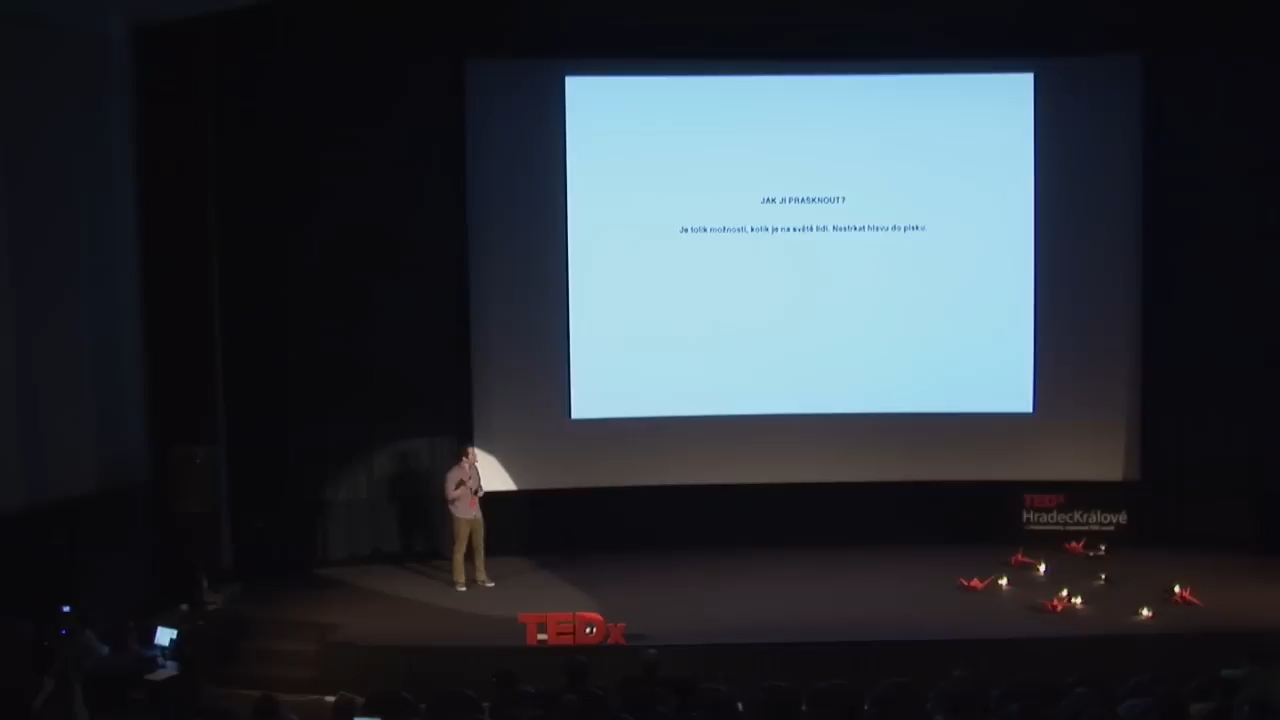 JAK JI PRASKNOUT?
Je tolik možností, kolik je na světě lidí. Nestrkat hlavu do písku.
TEDx
HradecKrálové
TEDx